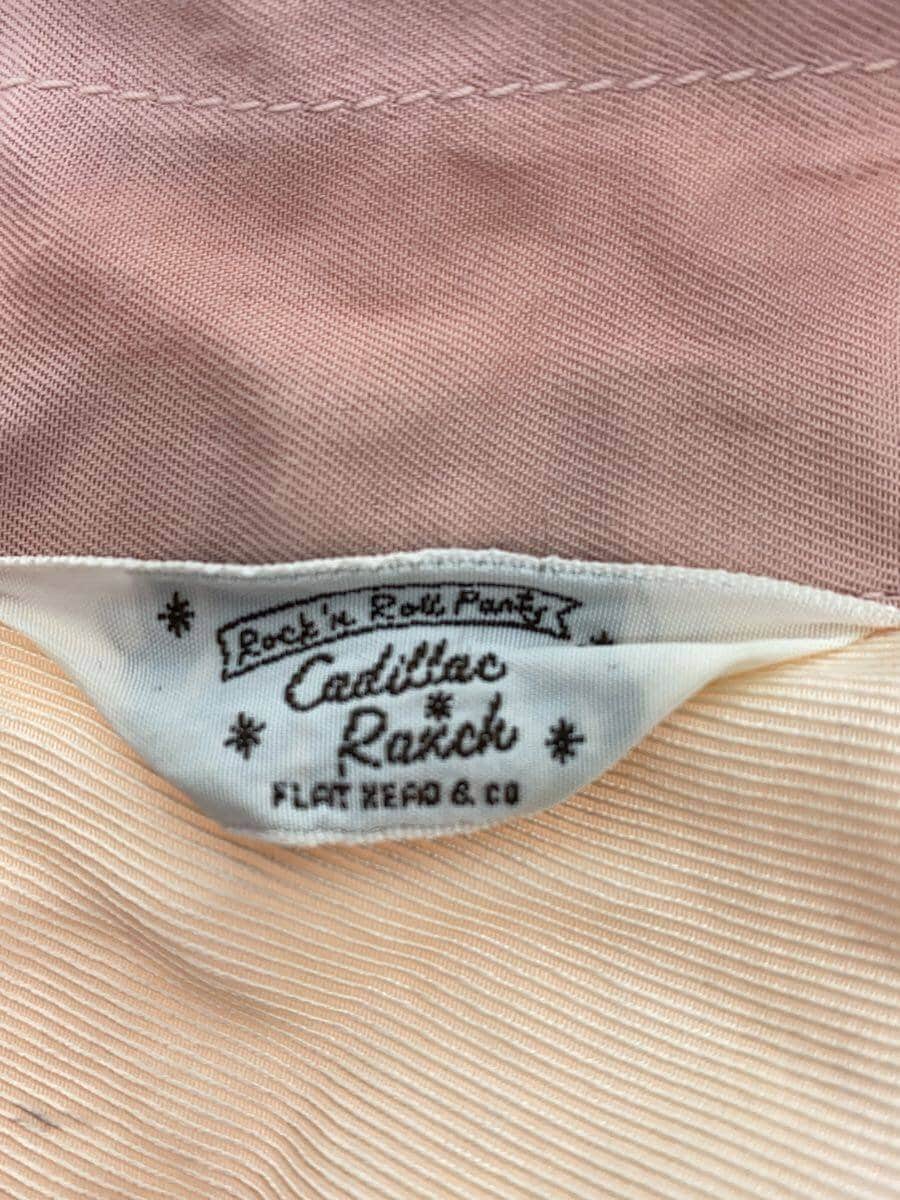 Rock'n Roll Party
Cadillac
Ranch
FLAT HEAD & CO